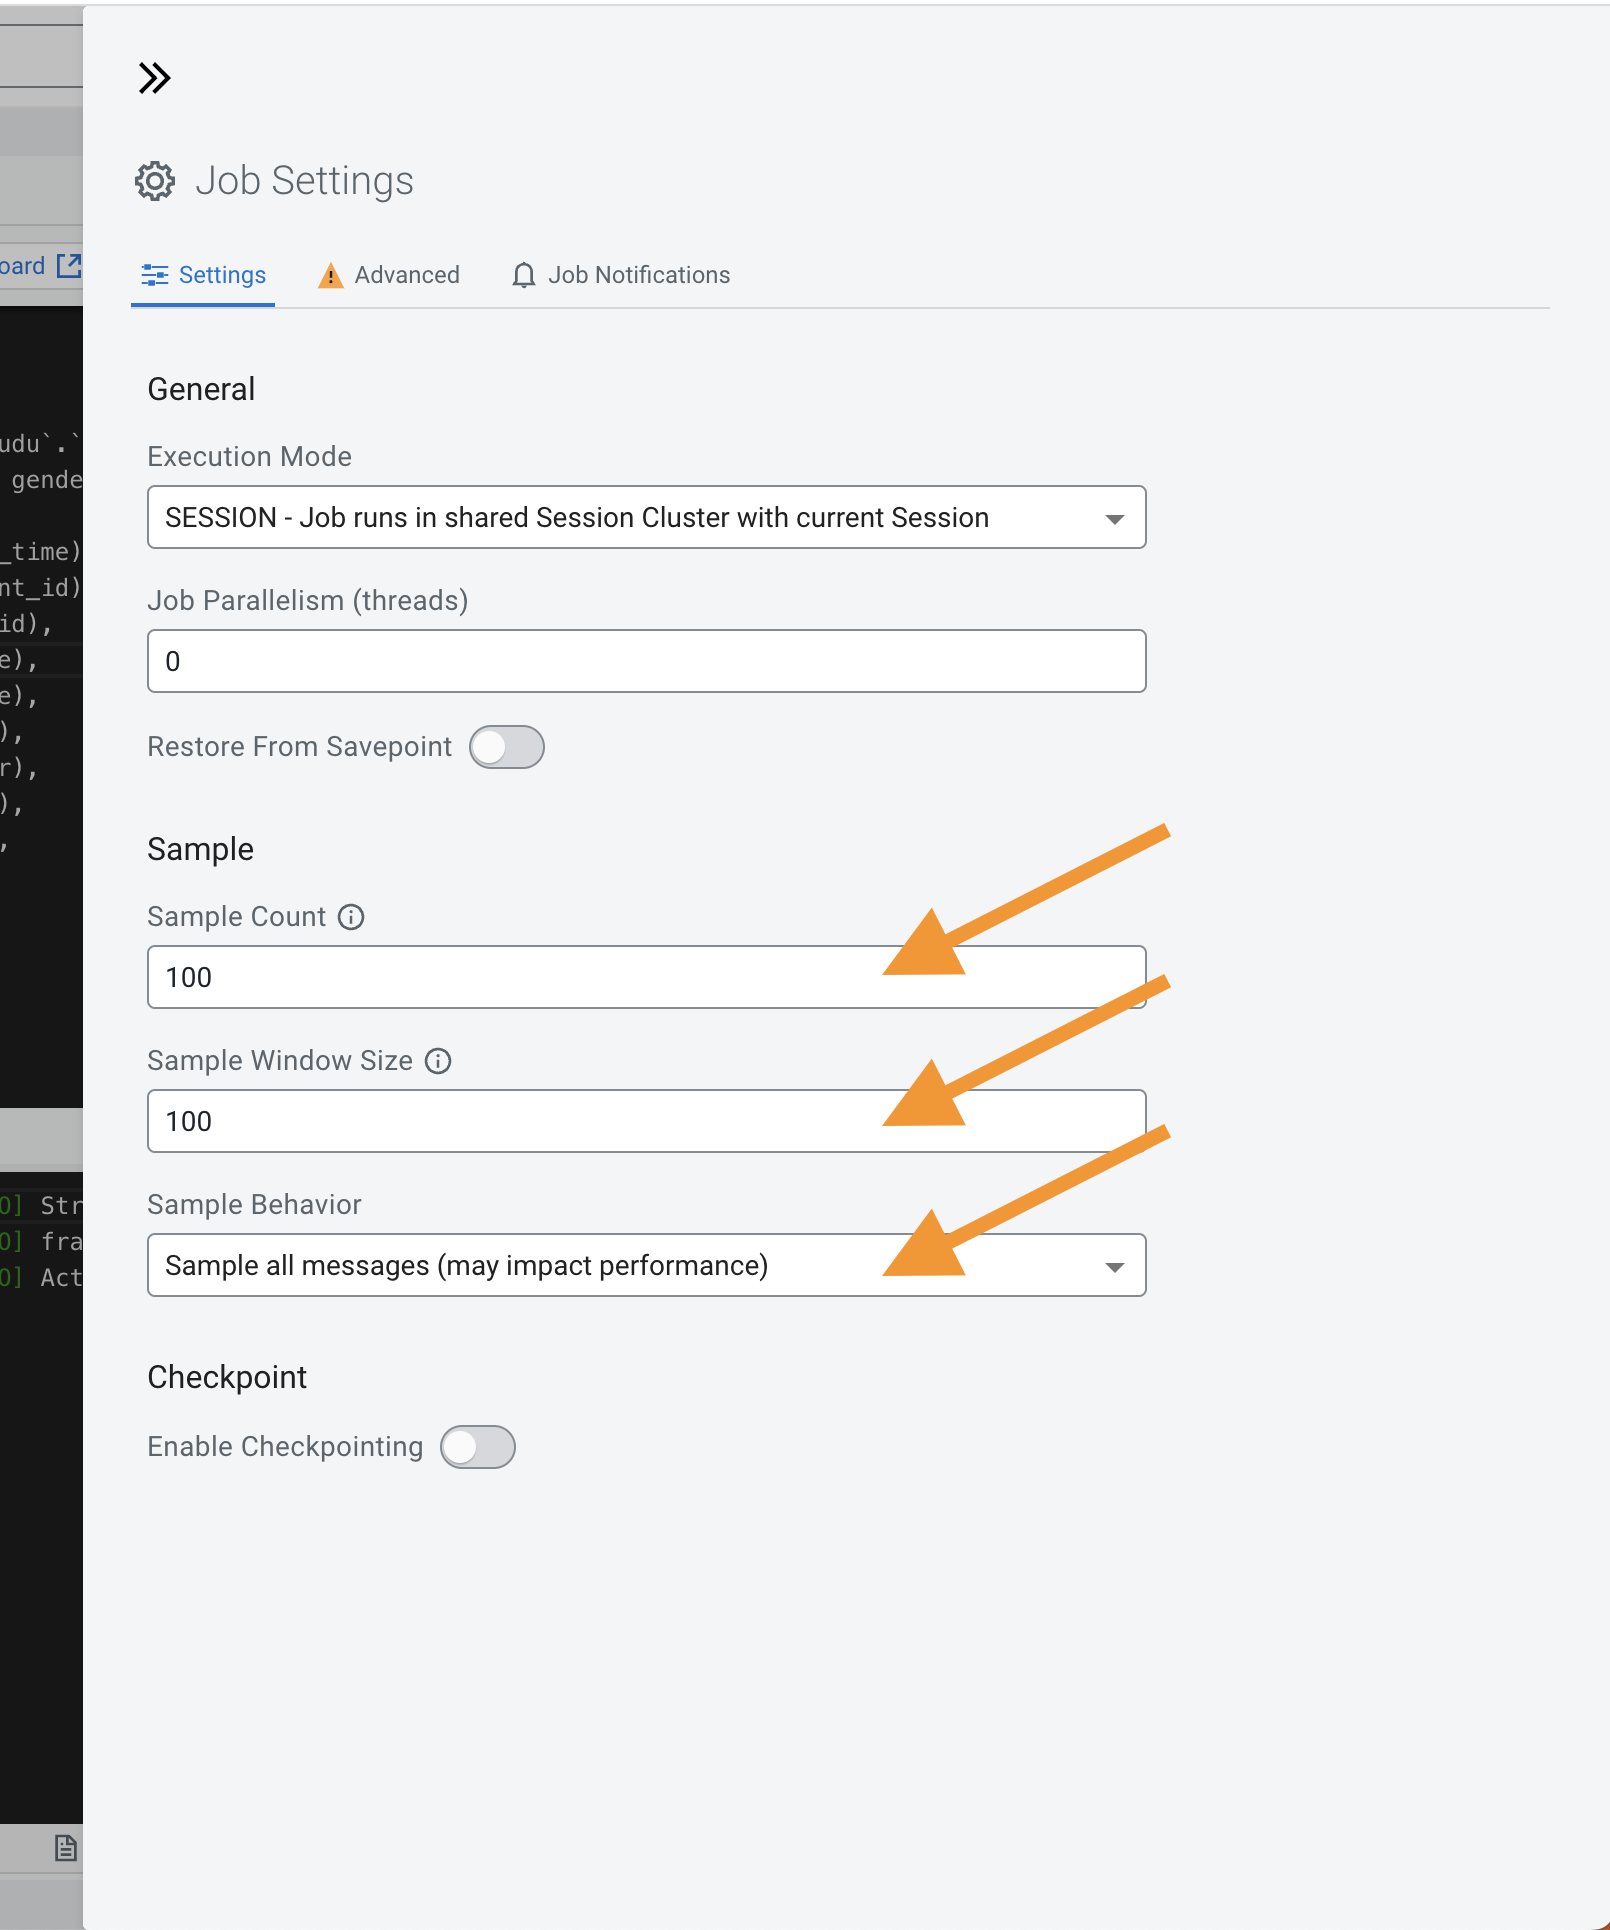 Job Settings
Settings
Advanced
Job Notifications
General
Execution Mode
SESSION - Job runs in shared Session Cluster with current Session
Job Parallelism (threads)
0
Restore From Savepoint
Sample
Sample Count
100
Sample Window Size
100
Sample Behavior
Sample all messages (may impact performance)
Checkpoint
Enable Checkpointing
oard
udu`.`
gende
_time)
nt_id)
id),
e),
e),
),
r),
),
,
0] Str
0] fra
0] Act